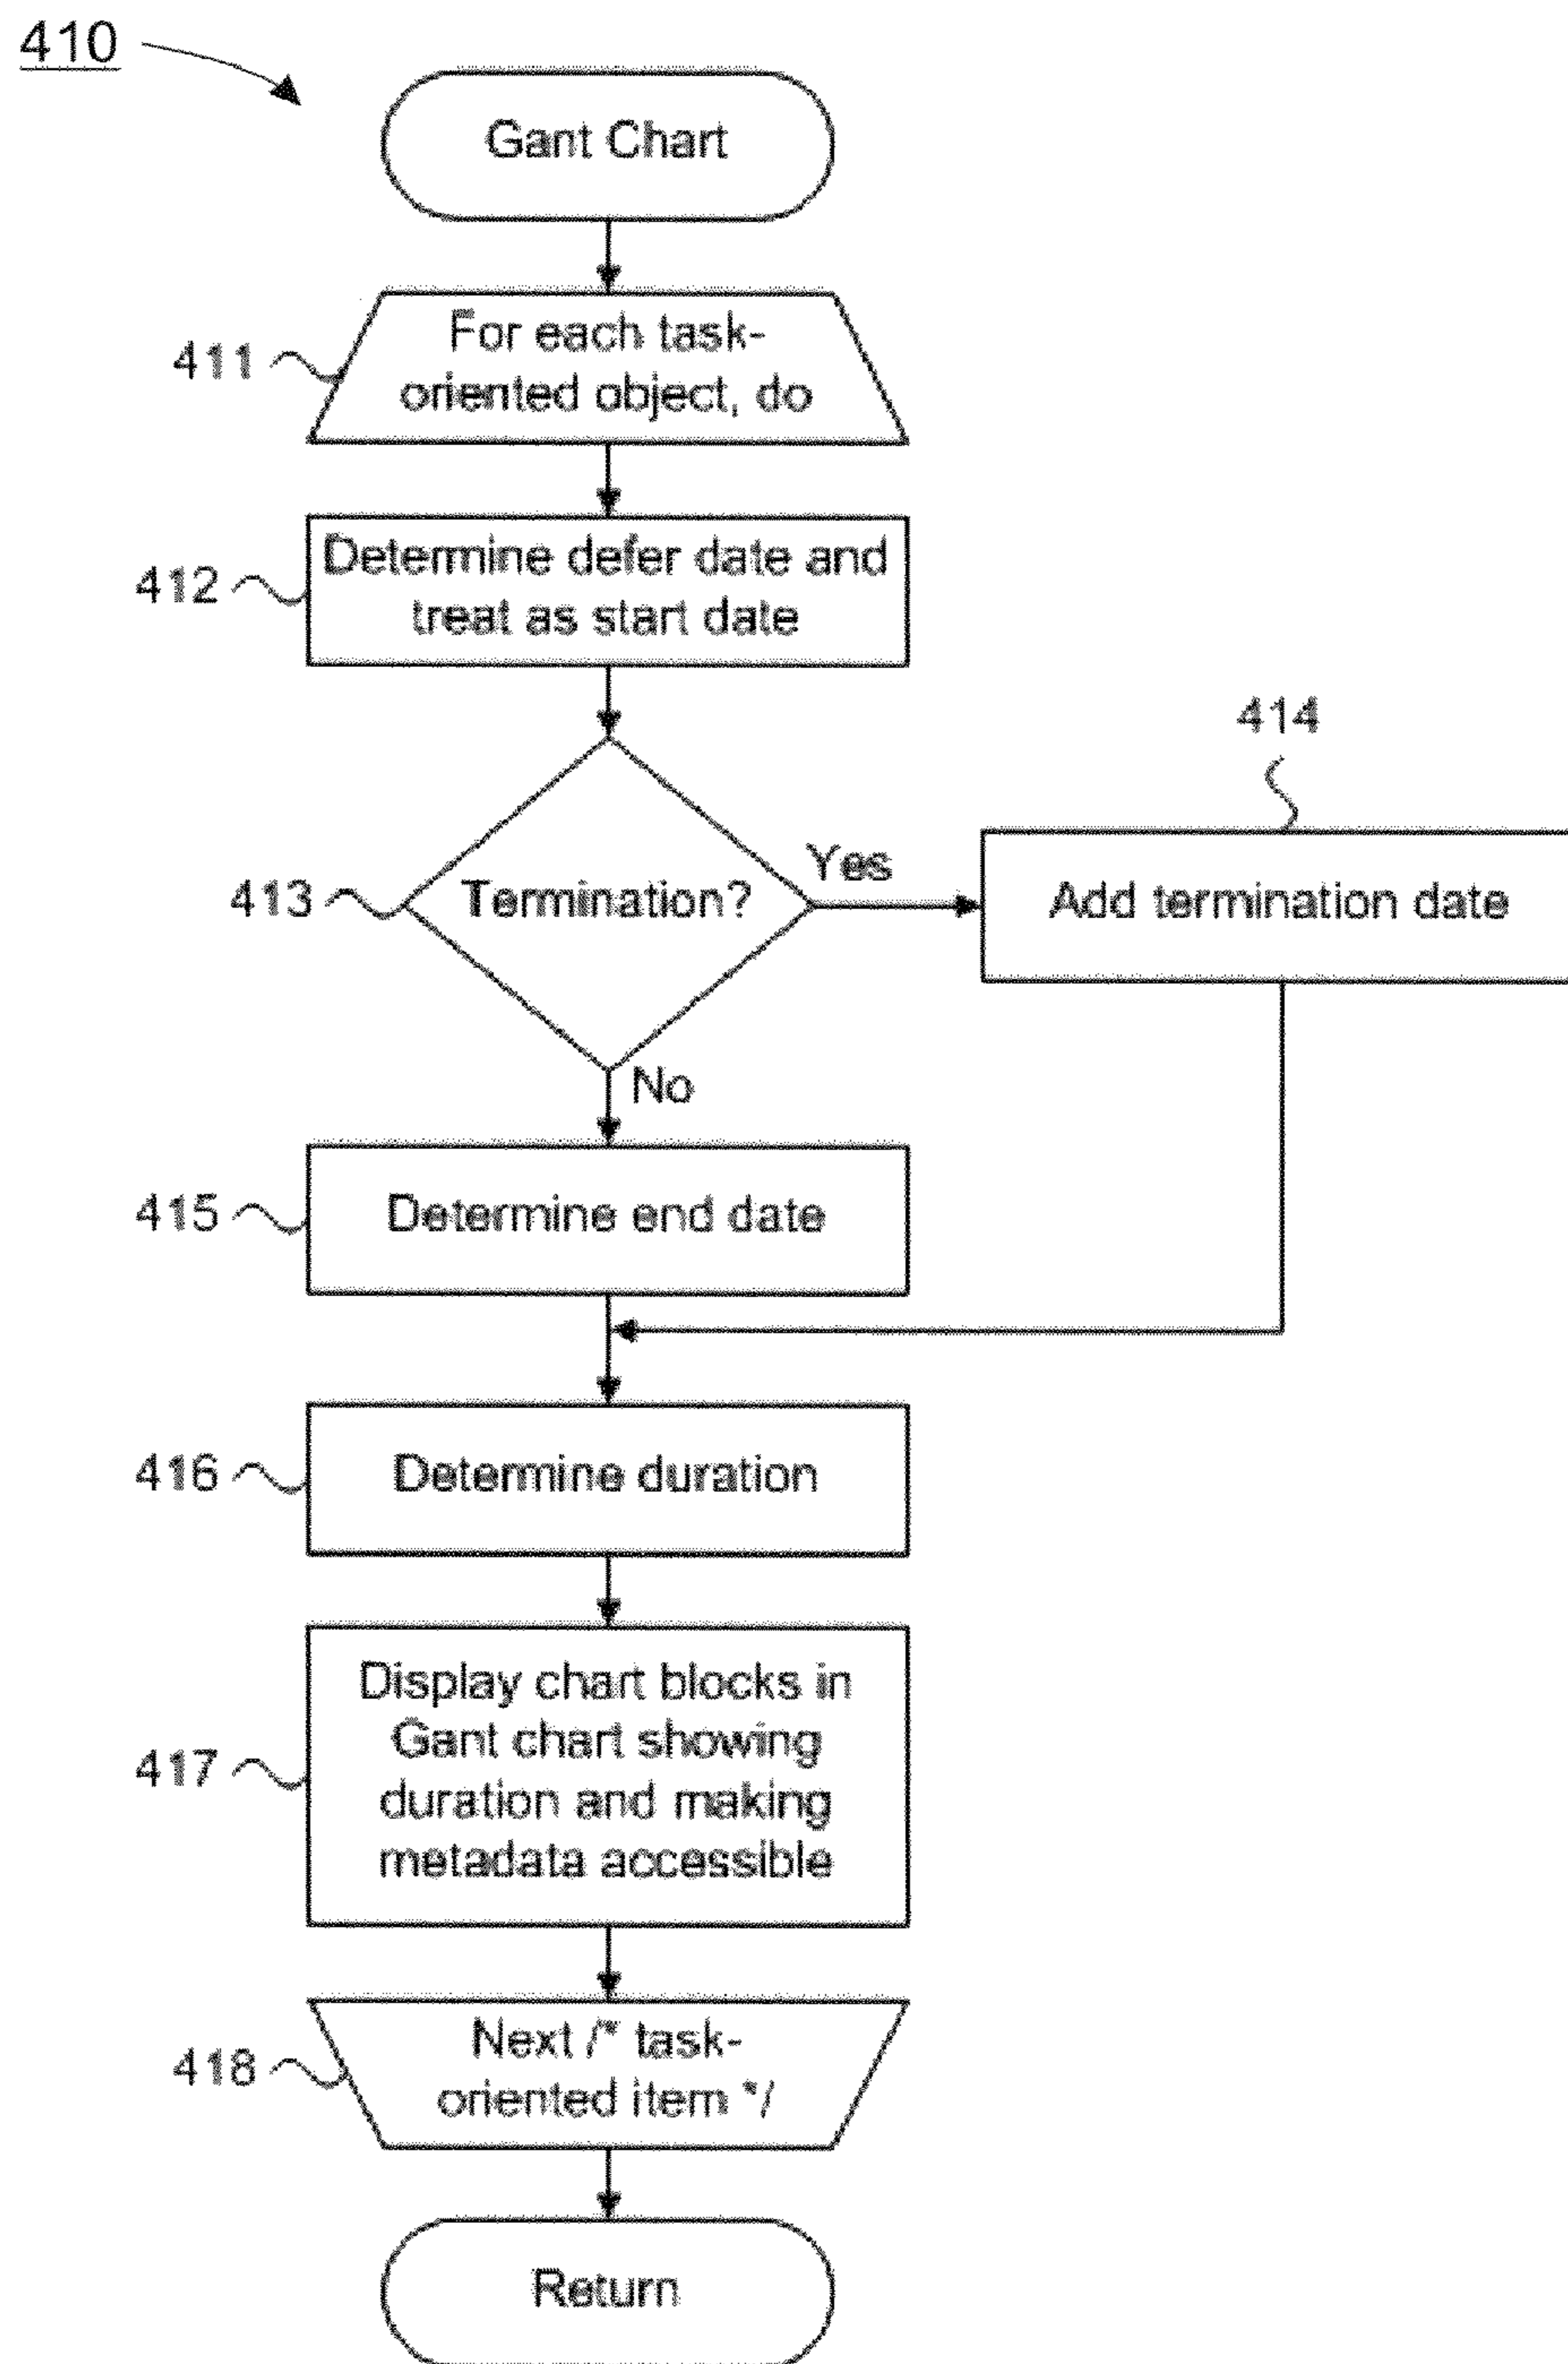 410
Gant Chart
411
For each task-
oriented object, do
412
Determine defer date and
treat as start date
413
Termination?
Yes
414
Add termination date
No
415
Determine end date
416
Determine duration
417
Display chart blocks in
Gant chart showing
duration and making
metadata accessible
418
Next /* task-
oriented item */
Return